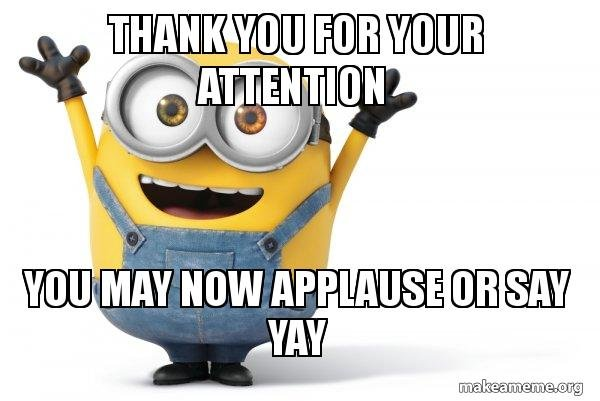 THANK YOU FOR YOUR
ATTENTION
YOU MAY NOW APPLAUSE OR SAY
YAY
makeameme.org